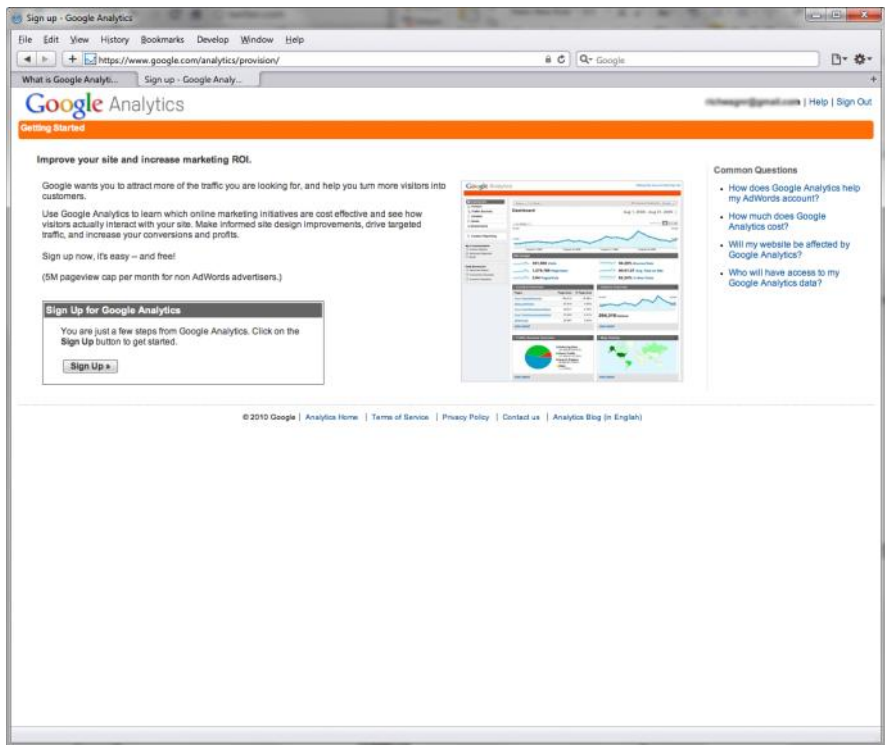 Sign up - Google Analytics
File Edit View History Bookmarks Develop Window Help
https://www.google.com/analytics/provision/
Google
What is Google Analyti...
Sign up - Google Analy...
Google Analytics
| Help | Sign Out
Getting Started
Improve your site and increase marketing ROI.
Google wants you to attract more of the traffic you are looking for, and help you turn more visitors into
customers.
Use Google Analytics to learn which online marketing initiatives are cost effective and see how
visitors actually interact with your site. Make informed site design improvements, drive targeted
traffic, and increase your conversions and profits.
Sign up now, it's easy – and free!
(5M pageview cap per month for non AdWords advertisers.)
Sign Up for Google Analytics
You are just a few steps from Google Analytics. Click on the
Sign Up button to get started.
Sign Up »
Google Analytics
Dashboard
Common Questions
• How does Google Analytics help
my AdWords account?
• How much does Google
Analytics cost?
• Will my website be affected by
Google Analytics?
• Who will have access to my
Google Analytics data?
© 2010 Google | Analytics Home | Terms of Service | Privacy Policy | Contact us | Analytics Blog (in English)